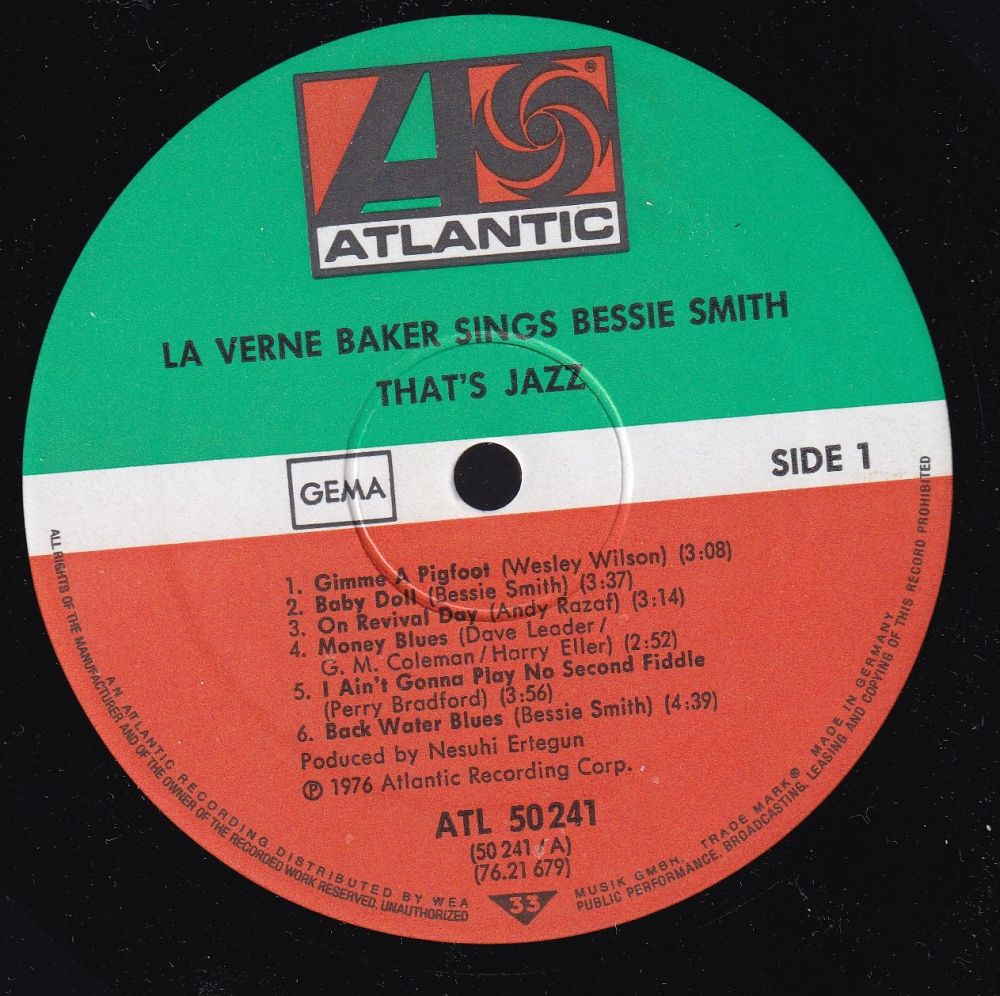 ®
ATLANTIC
LA VERNE BAKER SINGS BESSIE SMITH
THAT'S JAZZ
GEMA
SIDE 1
1. Gimme A Pigfoot (Wesley Wilson) (3:08)
2. Baby Doll (Bessie Smith) (3:37)
3. On Revival Day (Andy Razaf) (3:14)
4. Money Blues (Dave Leader/
G. M. Coleman/Harry Eller) (2:52)
5. I Ain't Gonna Play No Second Fiddle
(Perry Bradford) (3:56)
6. Back Water Blues (Bessie Smith) (4:39)
Produced by Nesuhi Ertegun
℗ 1976 Atlantic Recording Corp.
ATL 50 241
(50 241/A)
(76.21 679)
33
AN ATLANTIC RECORDING DISTRIBUTED BY WEA MUSIK GMBH, TRADE MARK® MADE IN GERMANY
ALL RIGHTS OF THE MANUFACTURER AND OF THE OWNER OF THE RECORDED WORK RESERVED. UNAUTHORIZED PUBLIC PERFORMANCE, BROADCASTING, LEASING AND COPYING OF THIS RECORD PROHIBITED